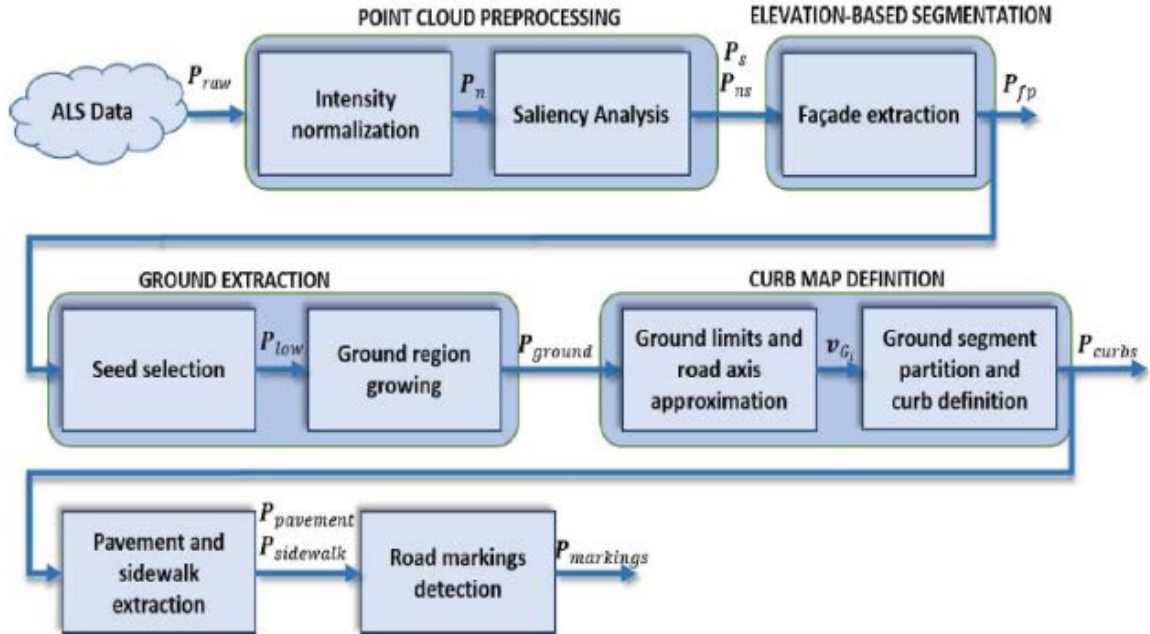 POINT CLOUD PREPROCESSING
ELEVATION-BASED SEGMENTATION
ALS Data
P_raw
Intensity
normalization
P_n
Saliency Analysis
P_s
P_ns
Façade extraction
P_fp
GROUND EXTRACTION
CURB MAP DEFINITION
Seed selection
P_low
Ground region
growing
P_ground
Ground limits and
road axis
approximation
v_G_i
Ground segment
partition and
curb definition
P_curbs
Pavement and
sidewalk
extraction
P_pavement
P_sidewalk
Road markings
detection
P_markings